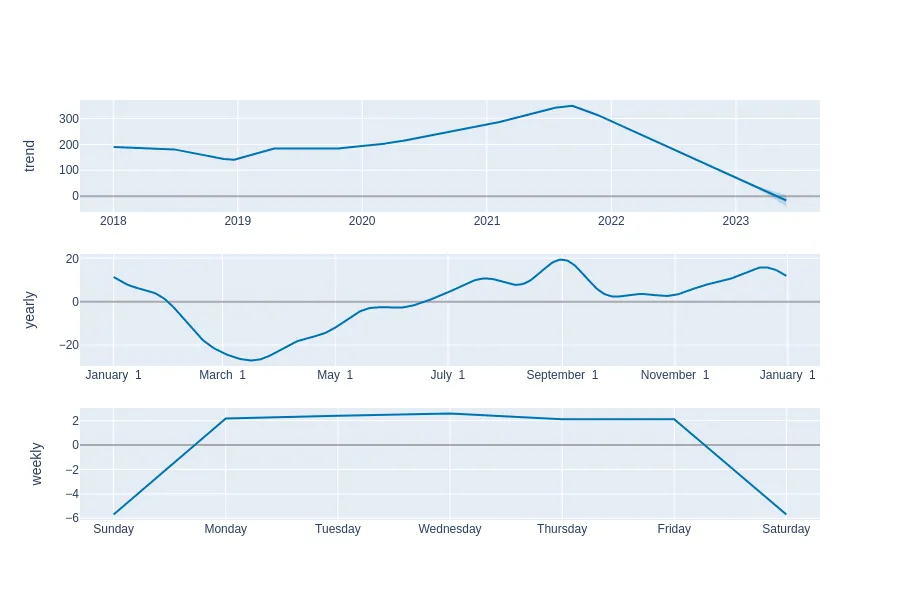 trend
300
200
100
0
2018 2019 2020 2021 2022 2023
yearly
20
0
−20
January 1 March 1 May 1 July 1 September 1 November 1 January 1
weekly
2
0
−2
−4
−6
Sunday Monday Tuesday Wednesday Thursday Friday Saturday